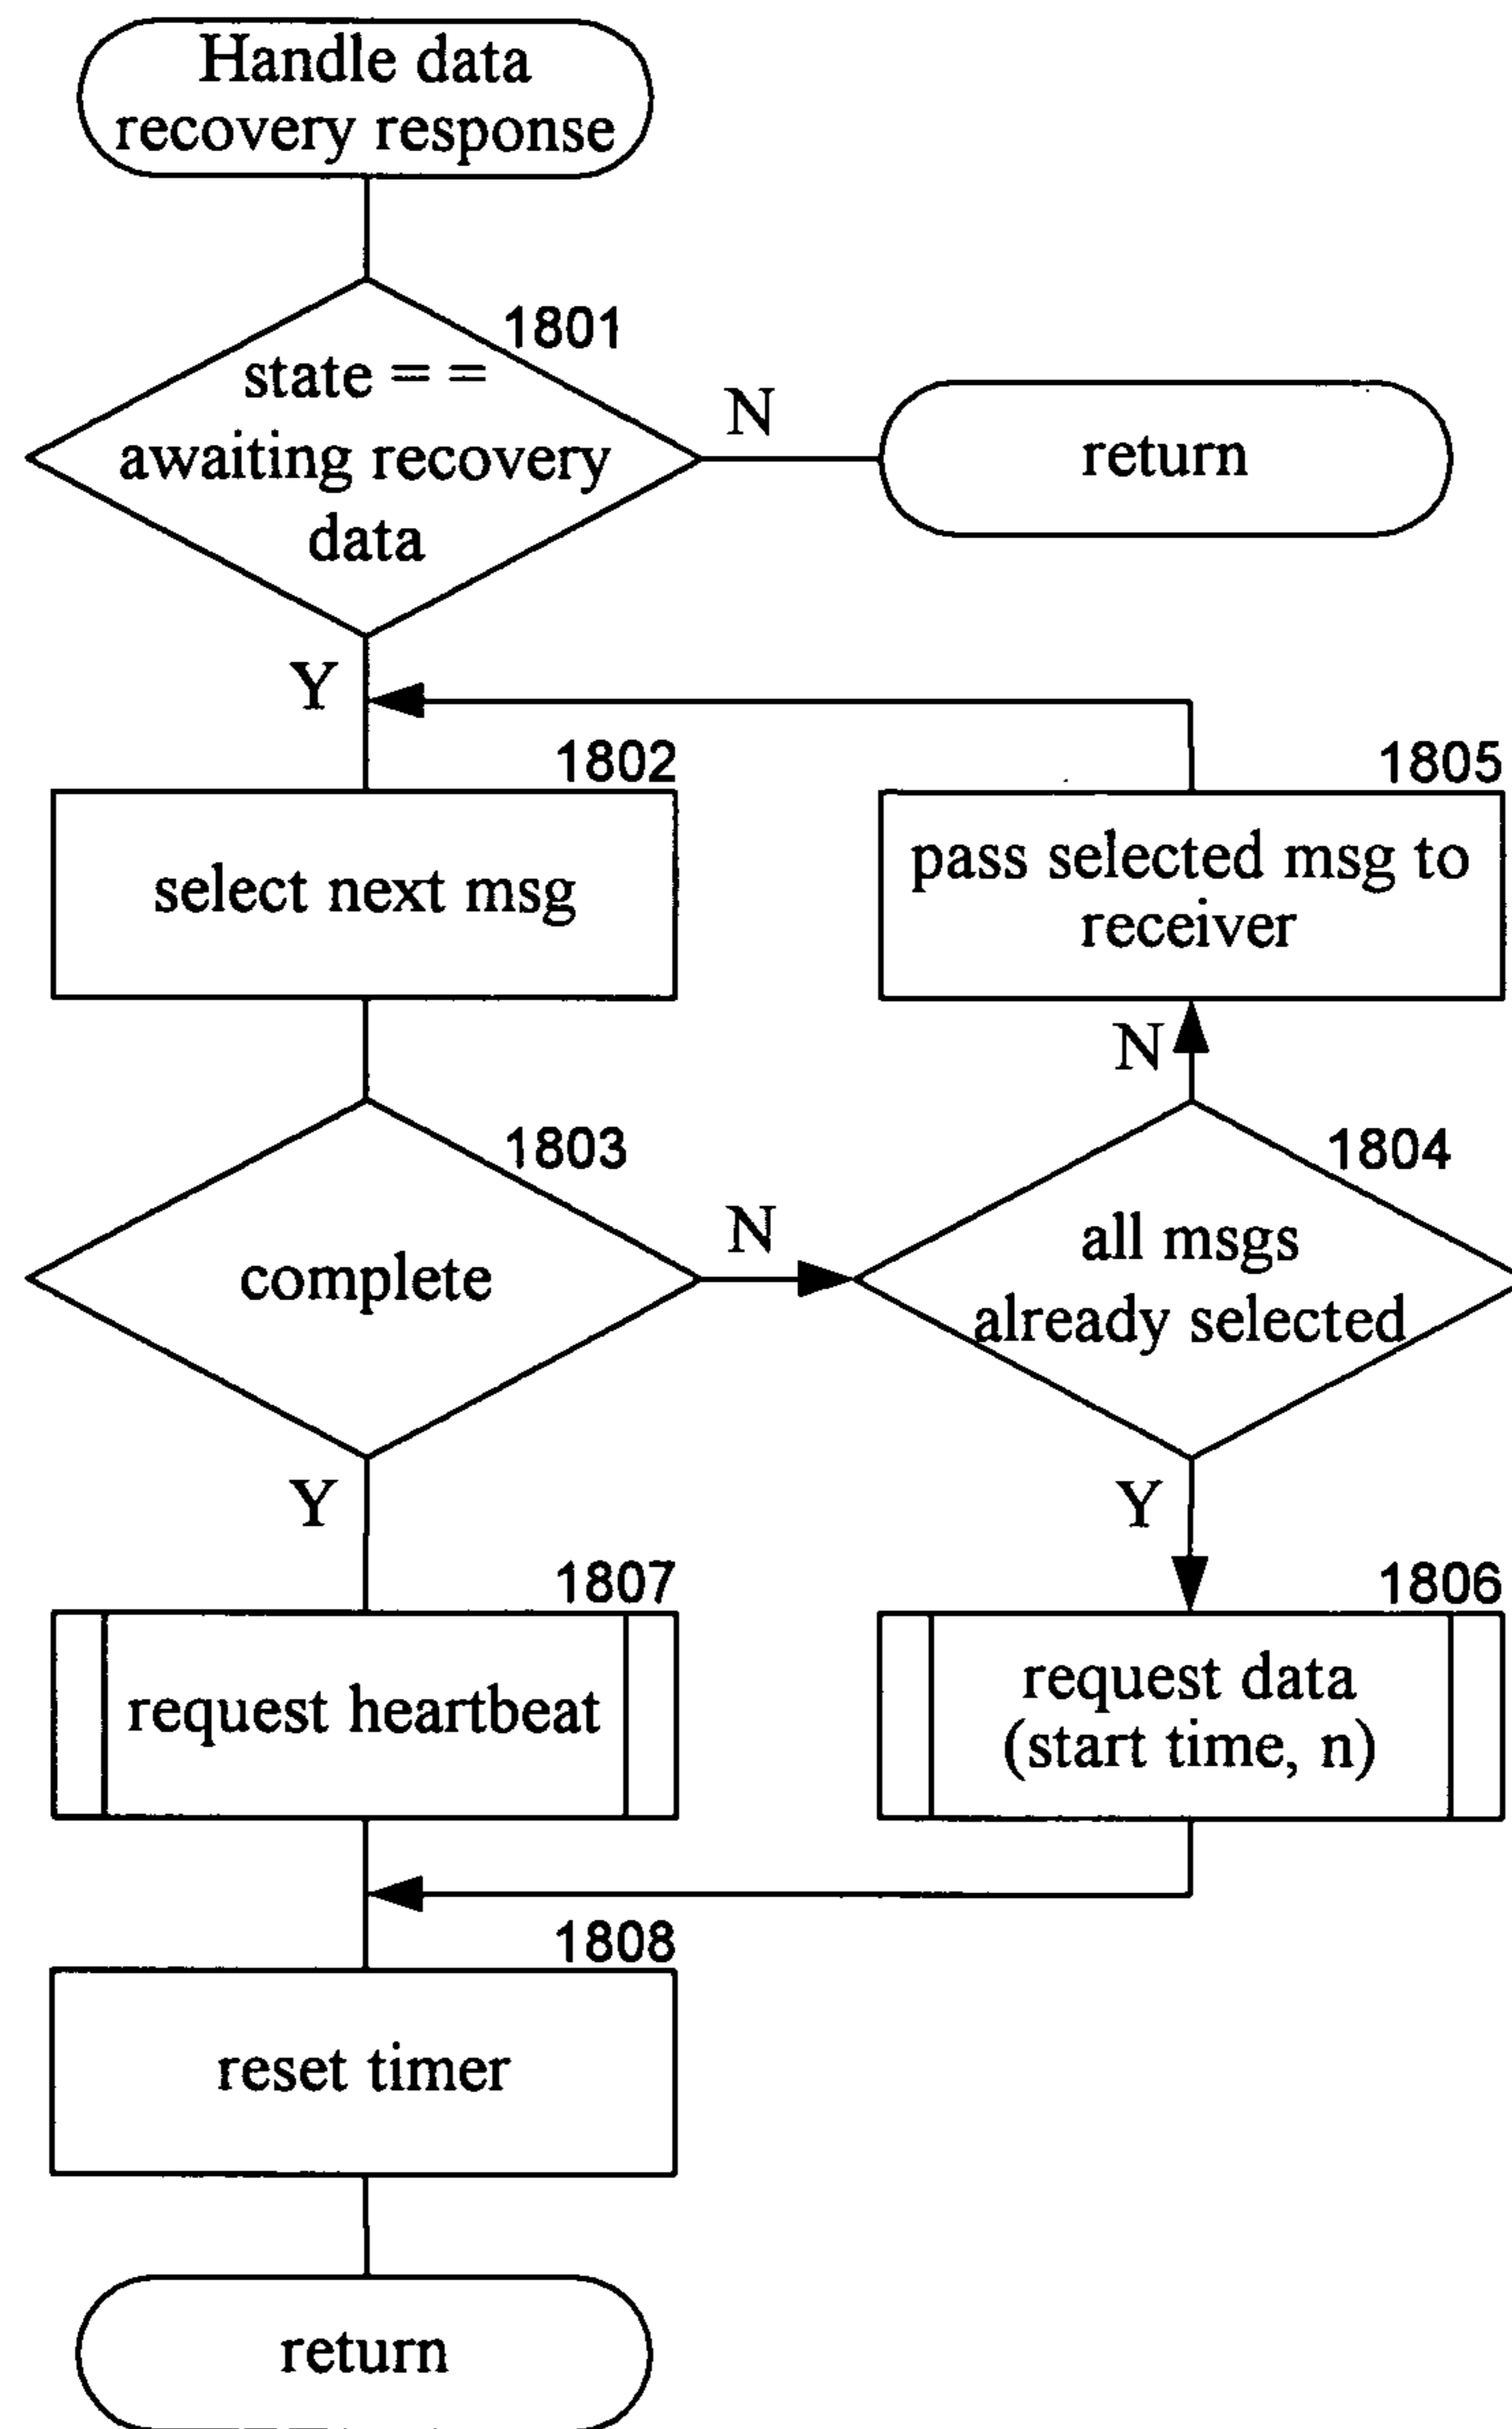 Handle data
recovery response
1801
state = =
awaiting recovery
data
N
return
Y
1802
select next msg
1805
pass selected msg to
receiver
N
1803
complete
N
1804
all msgs
already selected
Y
Y
1807
request heartbeat
1806
request data
(start time, n)
1808
reset timer
return